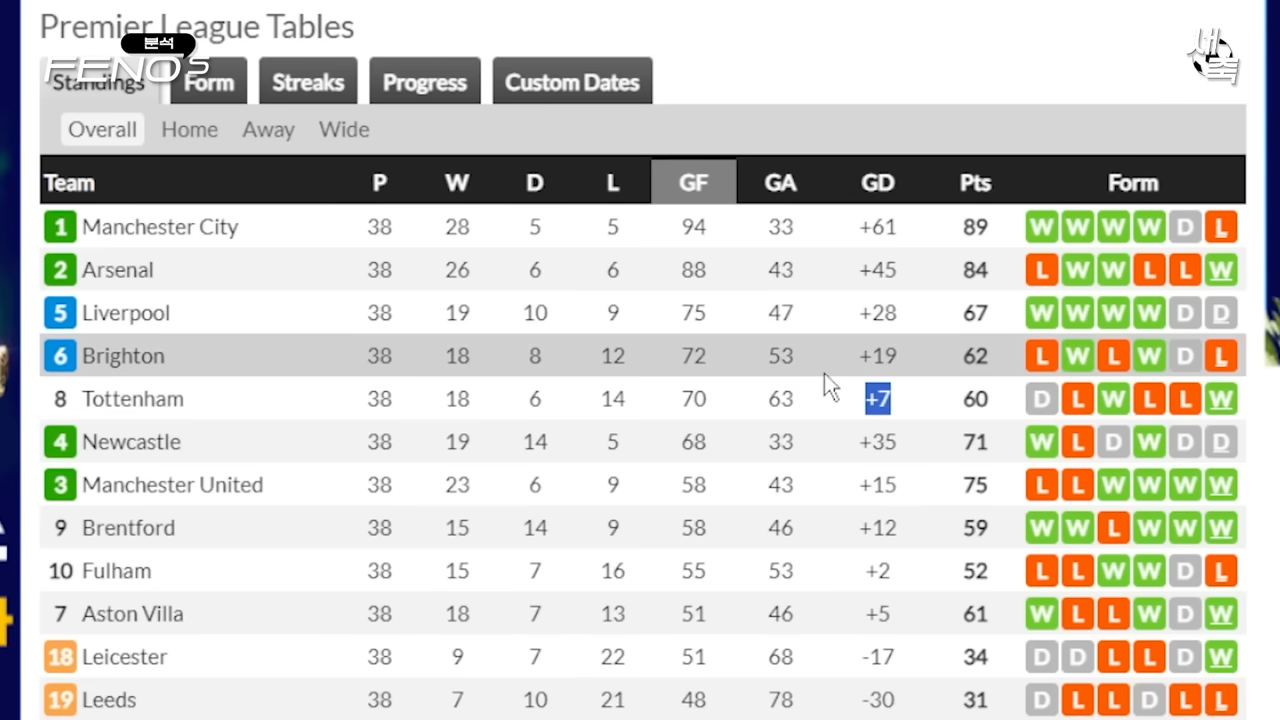 Premier League Tables
분석
FENO'S
세축
Standings Form Streaks Progress Custom Dates
Overall Home Away Wide
Team P W D L GF GA GD Pts Form
1 Manchester City 38 28 5 5 94 33 +61 89 W W W W D L
2 Arsenal 38 26 6 6 88 43 +45 84 L W W L L W
5 Liverpool 38 19 10 9 75 47 +28 67 W W W W D D
6 Brighton 38 18 8 12 72 53 +19 62 L W L W D L
8 Tottenham 38 18 6 14 70 63 +7 60 D L W L L W
4 Newcastle 38 19 14 5 68 33 +35 71 W L D W D D
3 Manchester United 38 23 6 9 58 43 +15 75 L L W W W W
9 Brentford 38 15 14 9 58 46 +12 59 W W L W W W
10 Fulham 38 15 7 16 55 53 +2 52 L L W W D L
7 Aston Villa 38 18 7 13 51 46 +5 61 W L L W D W
18 Leicester 38 9 7 22 51 68 -17 34 D D L L D W
19 Leeds 38 7 10 21 48 78 -30 31 D L L D L L